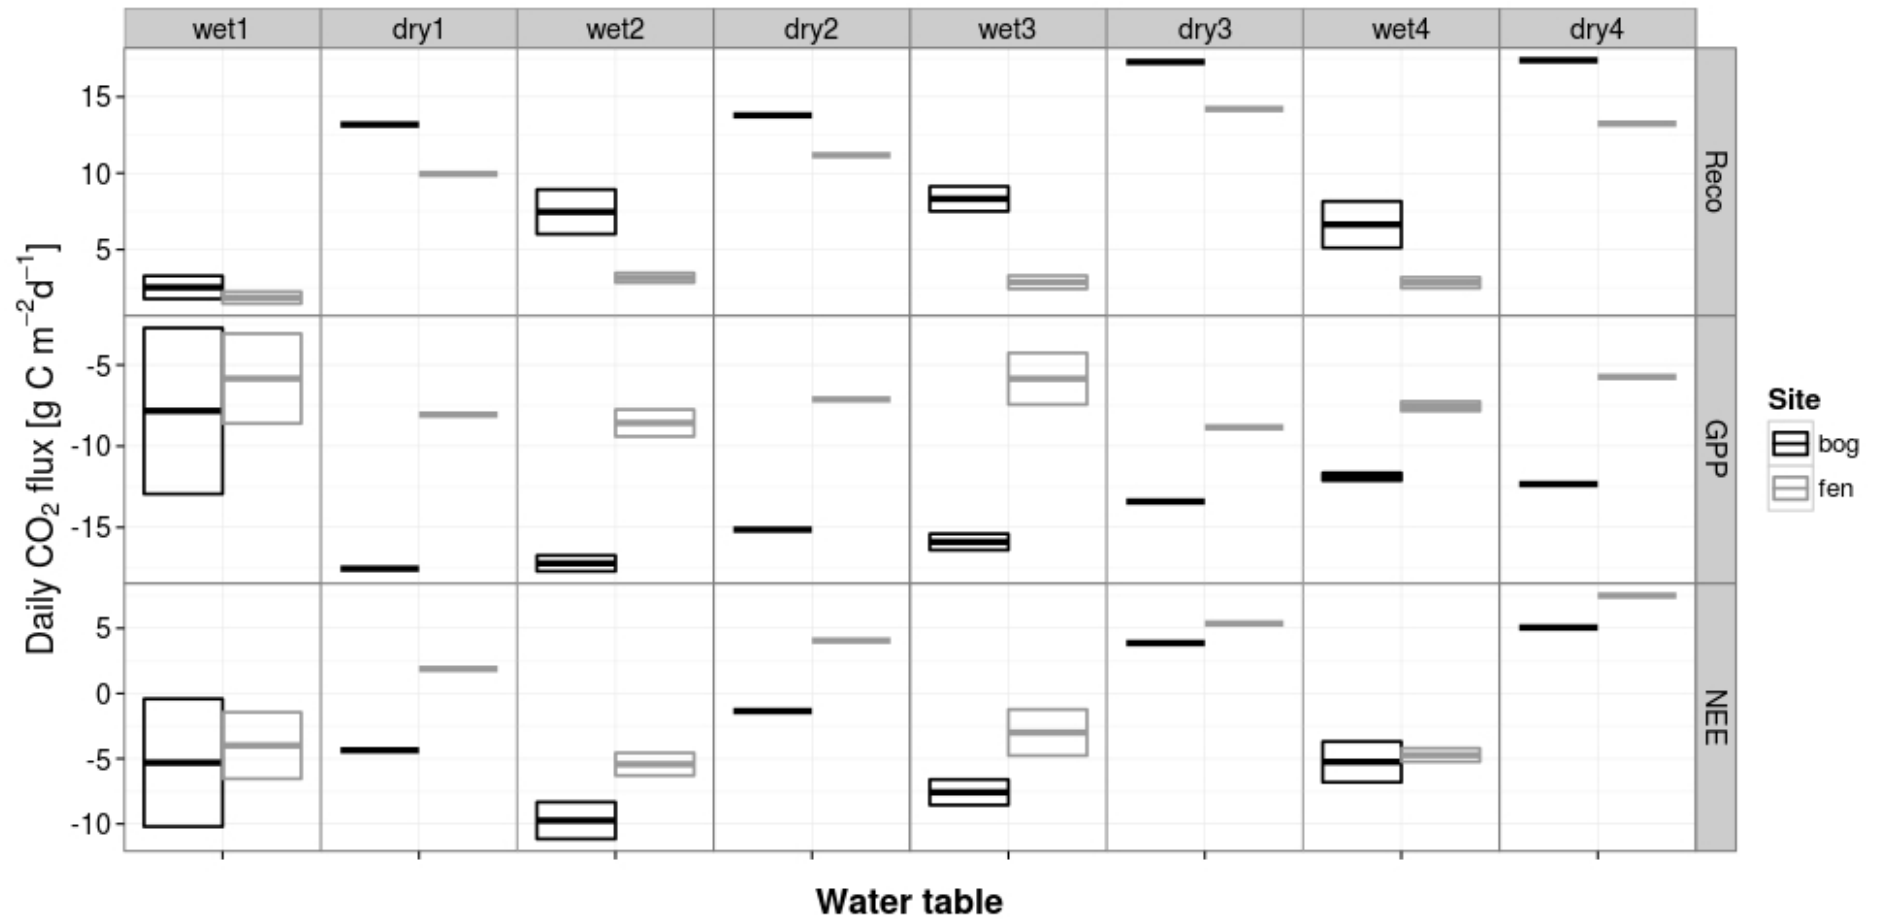 wet1 dry1 wet2 dry2 wet3 dry3 wet4 dry4
Daily CO₂ flux [g C m⁻²d⁻¹]
15
10
5
Reco
-5
-10
-15
GPP
5
0
-5
-10
NEE
Site
bog
fen
Water table